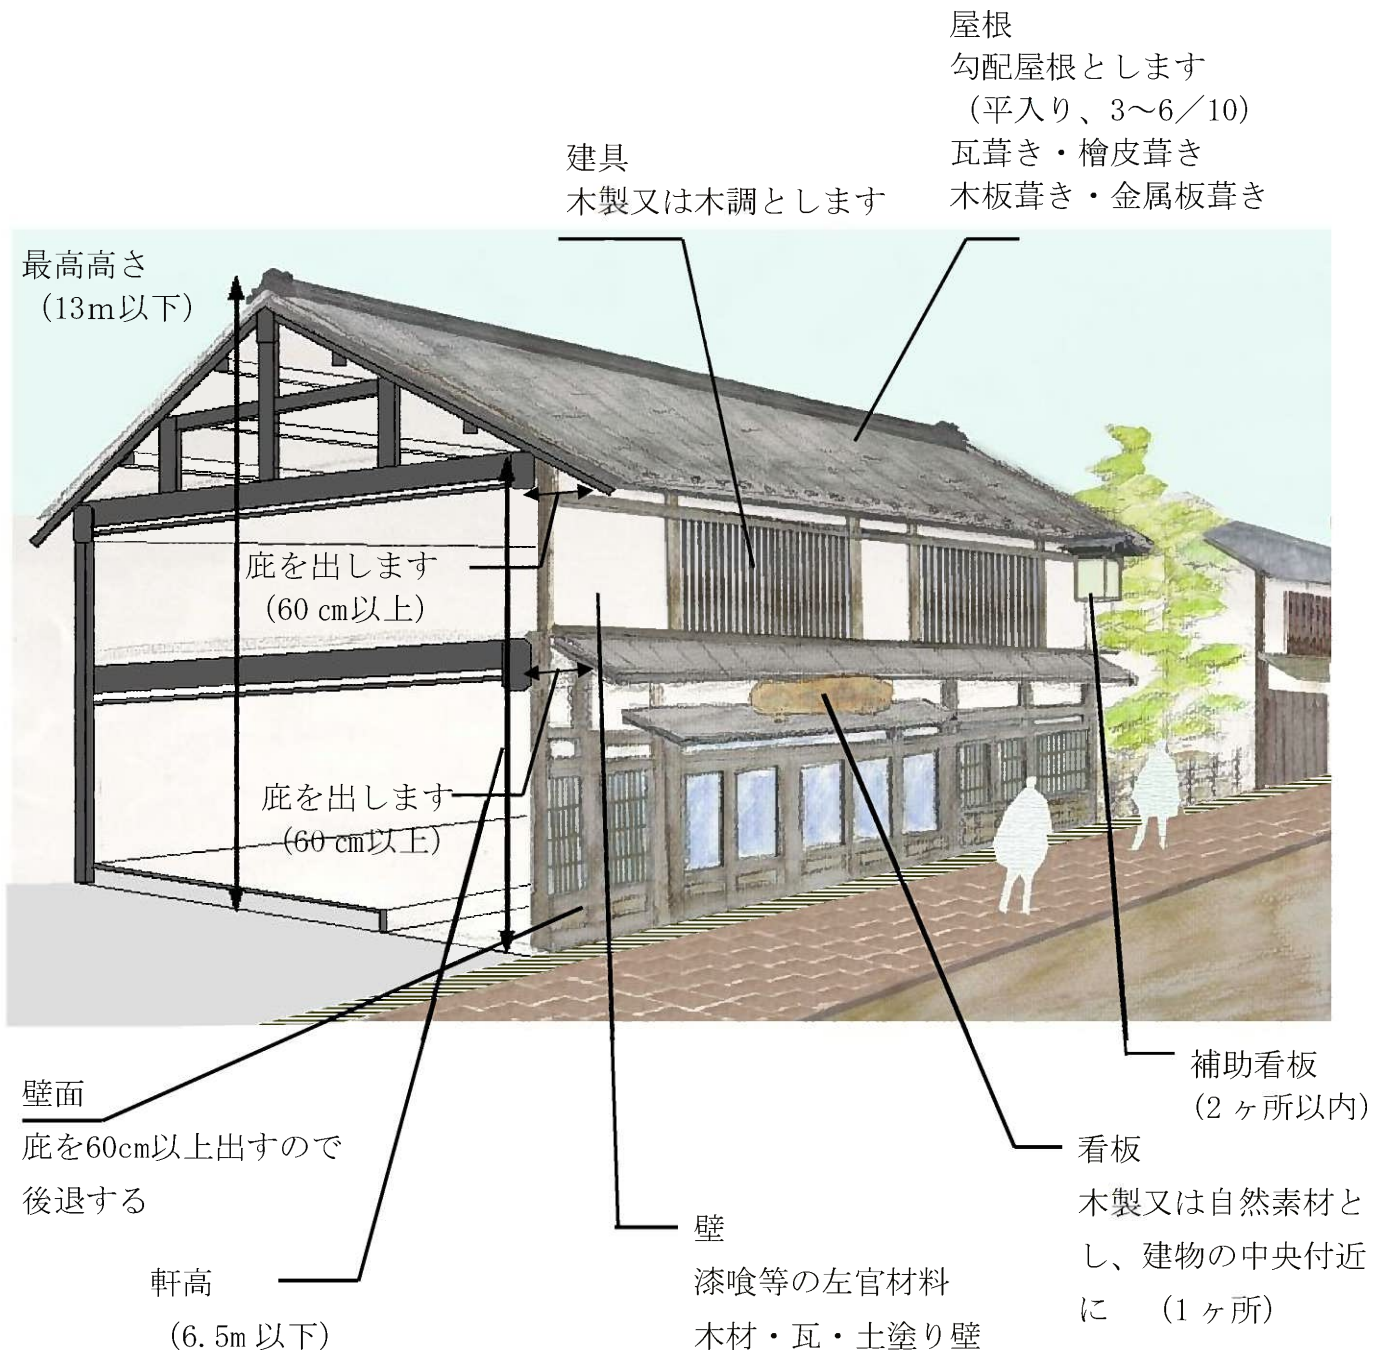 屋根
勾配屋根とします
(平入り、3～6／10)
瓦葺き・檜皮葺き
木板葺き・金属板葺き
建具
木製又は木調とします
最高高さ
(13m以下)
庇を出します
(60 cm以上)
庇を出します
(60 cm以上)
壁面
庇を60cm以上出すので
後退する
軒高
(6.5m 以下)
壁
漆喰等の左官材料
木材・瓦・土塗り壁
補助看板
(2 ヶ所以内)
看板
木製又は自然素材と
し、建物の中央付近
に (1 ヶ所)